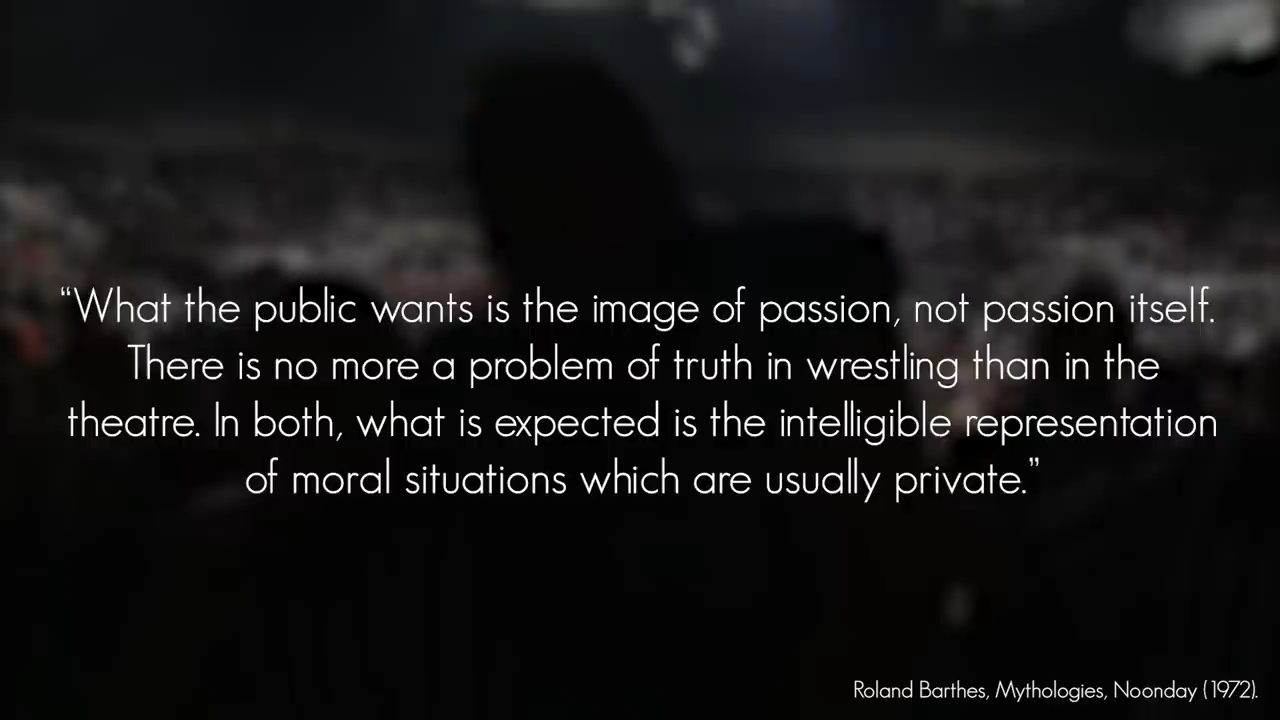 “What the public wants is the image of passion, not passion itself.
There is no more a problem of truth in wrestling than in the
theatre. In both, what is expected is the intelligible representation
of moral situations which are usually private.”
Roland Barthes, Mythologies, Noonday (1972).